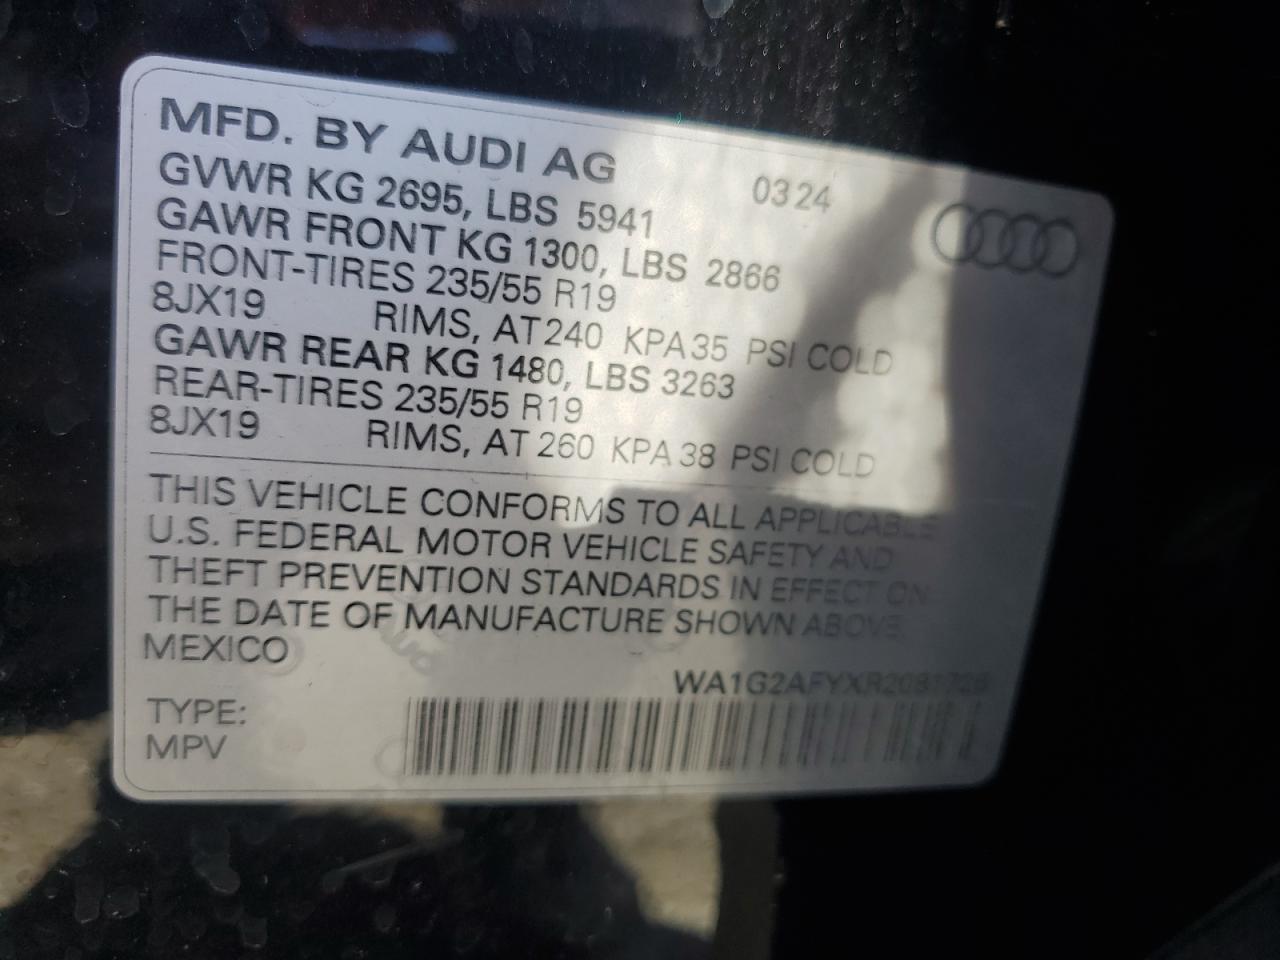 MFD. BY AUDI AG 0324
GVWR KG 2695, LBS 5941
GAWR FRONT KG 1300, LBS 2866
FRONT-TIRES 235/55 R19
8JX19 RIMS, AT 240 KPA 35 PSI COLD
GAWR REAR KG 1480, LBS 3263
REAR-TIRES 235/55 R19
8JX19 RIMS, AT 260 KPA 38 PSI COLD
THIS VEHICLE CONFORMS TO ALL APPLICABLE
U.S. FEDERAL MOTOR VEHICLE SAFETY AND
THEFT PREVENTION STANDARDS IN EFFECT ON
THE DATE OF MANUFACTURE SHOWN ABOVE
MEXICO
TYPE:
MPV